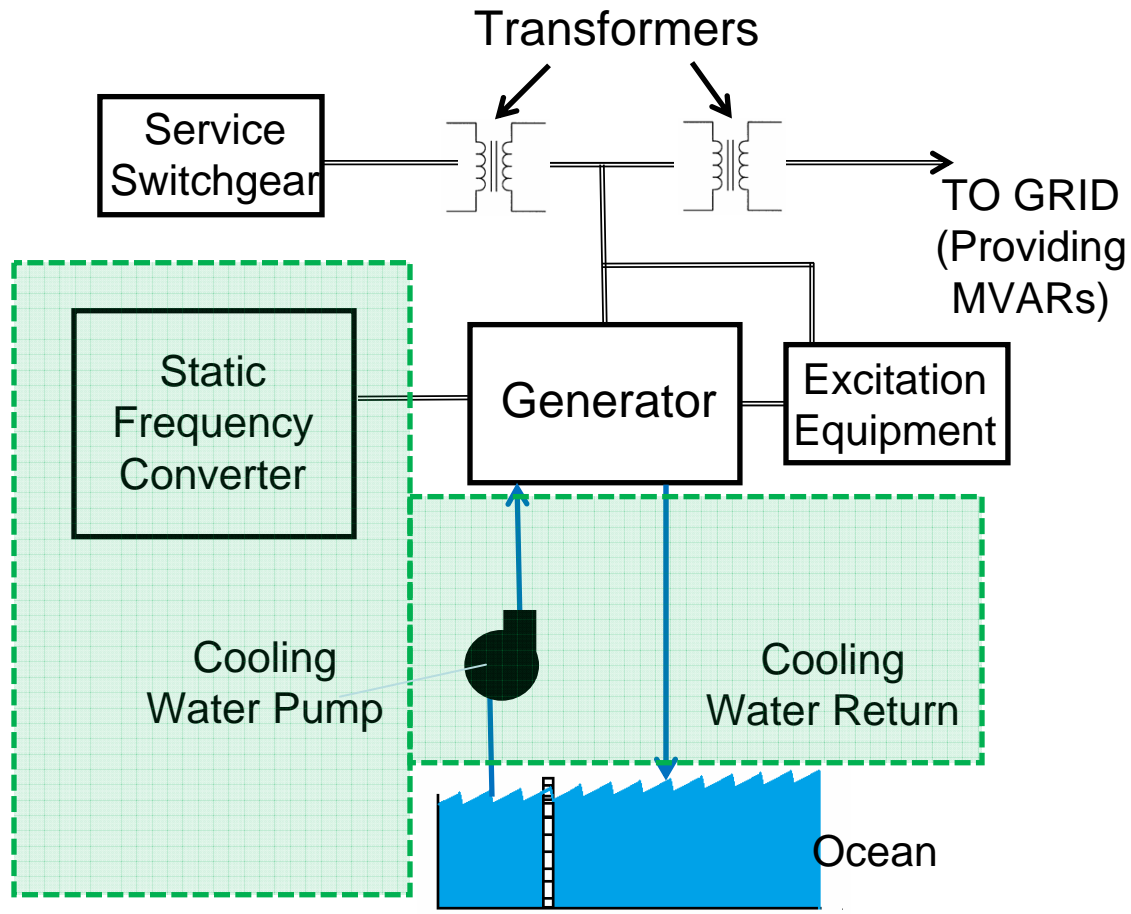 Transformers
Service
Switchgear
TO GRID
(Providing
MVARs)
Static
Frequency
Converter
Generator
Excitation
Equipment
Cooling
Water Pump
Cooling
Water Return
Ocean